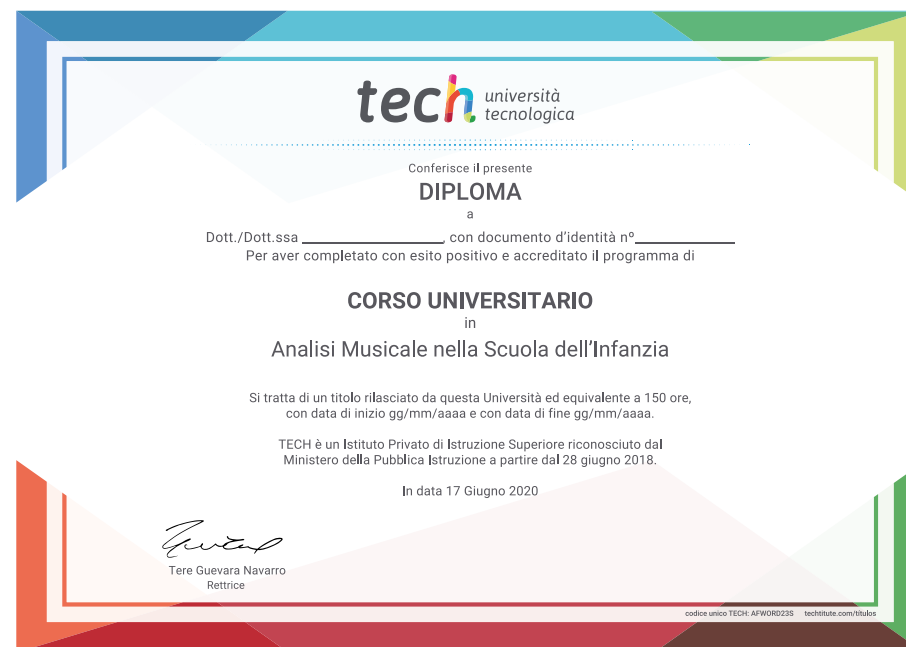 tech università
tecnologica
Conferisce il presente
DIPLOMA
a
Dott./Dott.ssa _________________, con documento d'identità nº____________
Per aver completato con esito positivo e accreditato il programma di
CORSO UNIVERSITARIO
in
Analisi Musicale nella Scuola dell'Infanzia
Si tratta di un titolo rilasciato da questa Università ed equivalente a 150 ore,
con data di inizio gg/mm/aaaa e con data di fine gg/mm/aaaa.
TECH è un Istituto Privato di Istruzione Superiore riconosciuto dal
Ministero della Pubblica Istruzione a partire dal 28 giugno 2018.
In data 17 Giugno 2020
Tere Guevara Navarro
Rettrice
codice unico TECH: AFWORD23S techtitute.com/titulos